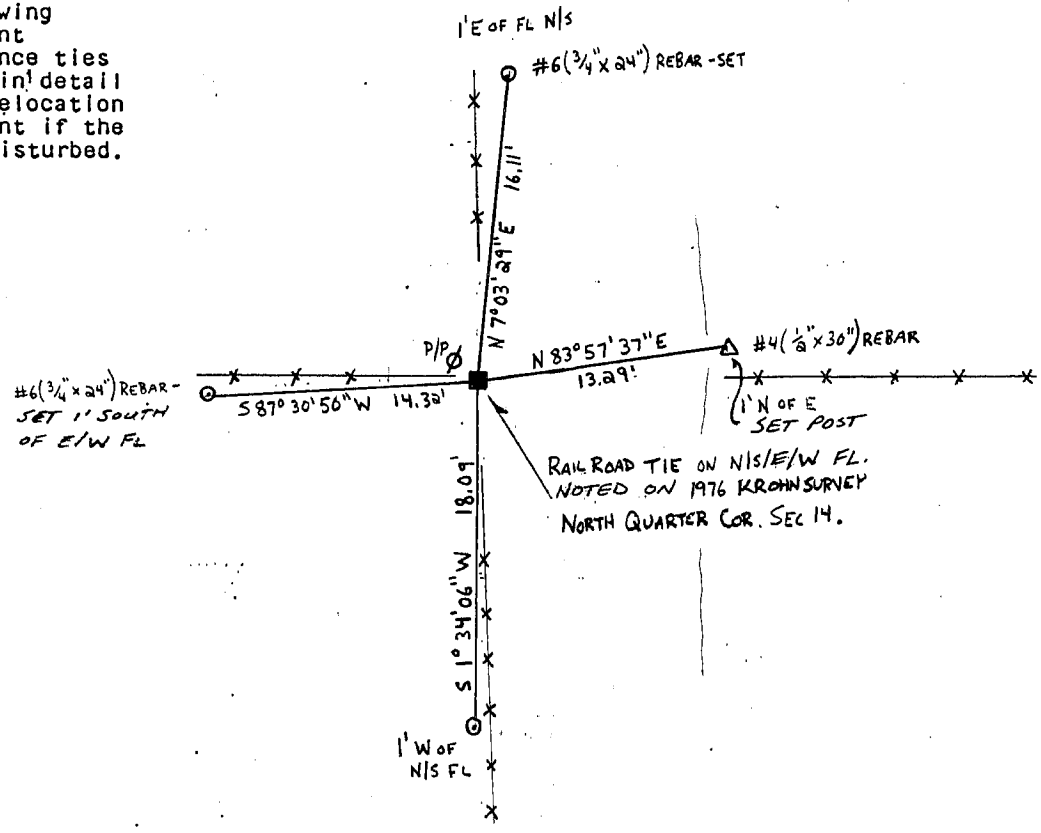 wing
nt
nce ties
in detail
elocation
nt if the
isturbed.
1'E OF FL N/S
#6(3/4"x24") REBAR-SET
16.11'
N 7°03'29"E
P/P
N 83°57'37"E
13.29'
#4(1/2"x30") REBAR
1'N OF E
SET POST
#6(3/4"x24") REBAR-
SET 1' SOUTH
OF E/W FL
S 87°30'50"W 14.32'
RAIL ROAD TIE ON N/S/E/W FL.
NOTED ON 1976 KROHN SURVEY
NORTH QUARTER COR. SEC 14.
18.09'
S 1°34'06"W
1' W OF
N/S FL